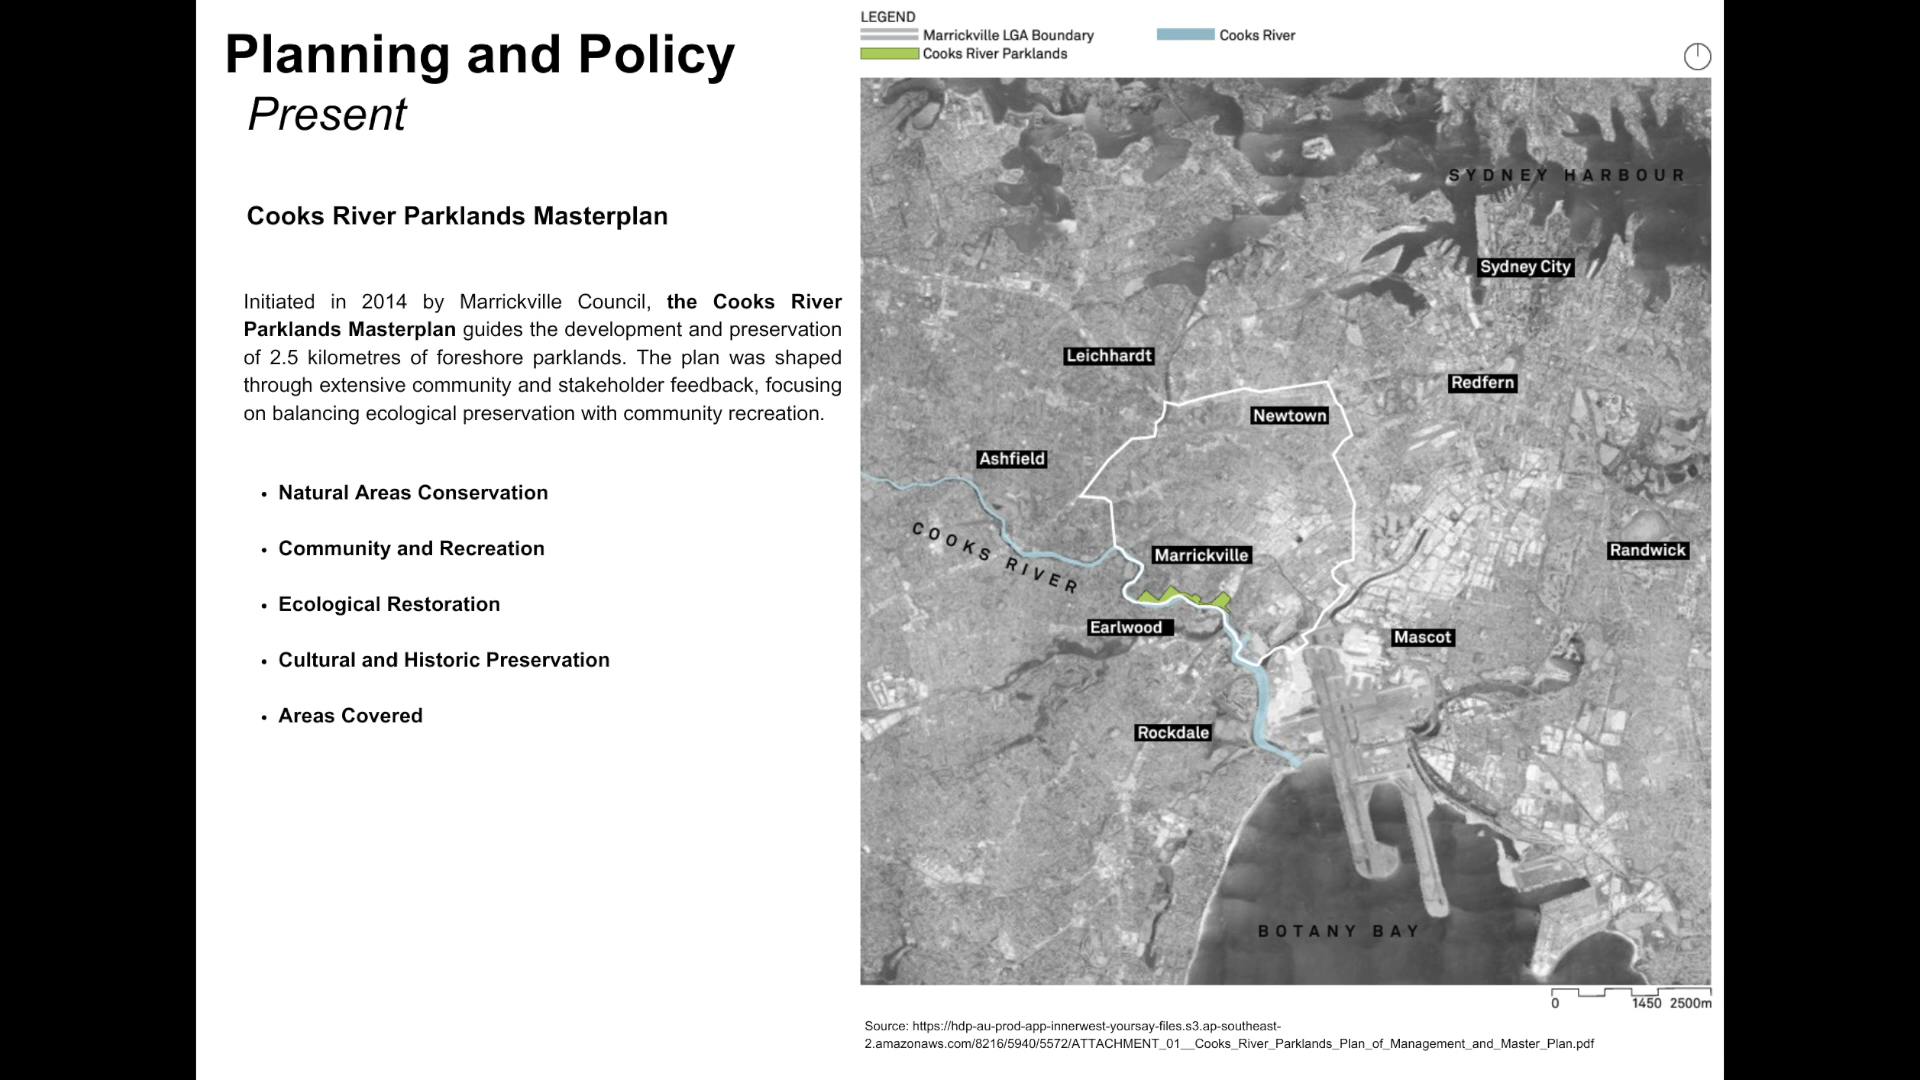 Planning and Policy
Present
Cooks River Parklands Masterplan
Initiated in 2014 by Marrickville Council, the Cooks River
Parklands Masterplan guides the development and preservation
of 2.5 kilometres of foreshore parklands. The plan was shaped
through extensive community and stakeholder feedback, focusing
on balancing ecological preservation with community recreation.
• Natural Areas Conservation
• Community and Recreation
• Ecological Restoration
• Cultural and Historic Preservation
• Areas Covered
LEGEND
Marrickville LGA Boundary
Cooks River
Cooks River Parklands
SYDNEY HARBOUR
Sydney City
Leichhardt
Redfern
Newtown
Ashfield
COOKS RIVER
Marrickville
Randwick
Earlwood
Mascot
Rockdale
BOTANY BAY
0 1450 2500m
Source: https://hdp-au-prod-app-innerwest-yoursay-files.s3.ap-southeast-
2.amazonaws.com/8216/5940/5572/ATTACHMENT_01__Cooks_River_Parklands_Plan_of_Management_and_Master_Plan.pdf